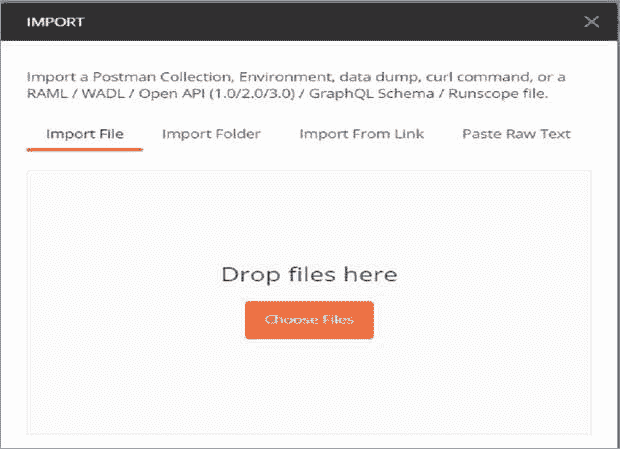 IMPORT
Import a Postman Collection, Environment, data dump, curl command, or a
RAML / WADL / Open API (1.0/2.0/3.0) / GraphQL Schema / Runscope file.
Import File Import Folder Import From Link Paste Raw Text
Drop files here
Choose Files